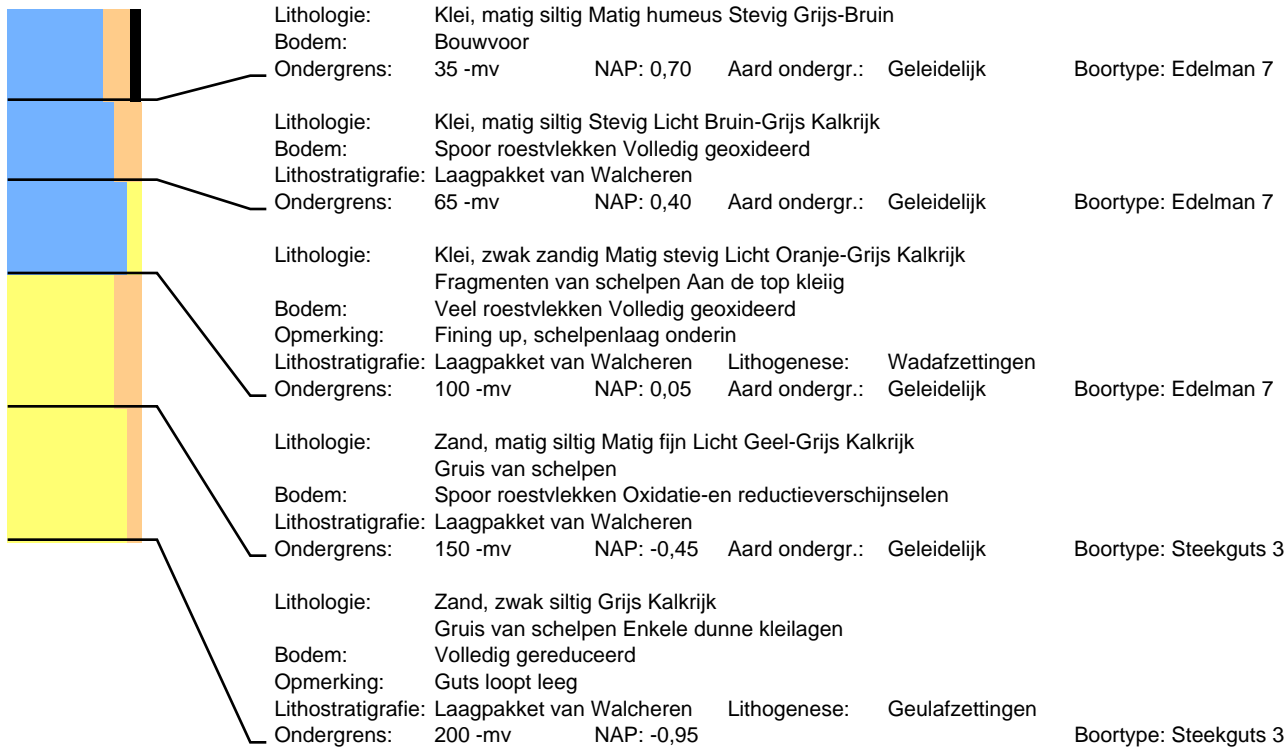 Lithologie: Klei, matig siltig Matig humeus Stevig Grijs-Bruin
Bodem: Bouwvoor
Ondergrens: 35 -mv NAP: 0,70 Aard ondergr.: Geleidelijk Boortype: Edelman 7
Lithologie: Klei, matig siltig Stevig Licht Bruin-Grijs Kalkrijk
Bodem: Spoor roestvlekken Volledig geoxideerd
Lithostratigrafie: Laagpakket van Walcheren
Ondergrens: 65 -mv NAP: 0,40 Aard ondergr.: Geleidelijk Boortype: Edelman 7
Lithologie: Klei, zwak zandig Matig stevig Licht Oranje-Grijs Kalkrijk
Fragmenten van schelpen Aan de top kleiig
Bodem: Veel roestvlekken Volledig geoxideerd
Opmerking: Fining up, schelpenlaag onderin
Lithostratigrafie: Laagpakket van Walcheren Lithogenese: Wadafzettingen
Ondergrens: 100 -mv NAP: 0,05 Aard ondergr.: Geleidelijk Boortype: Edelman 7
Lithologie: Zand, matig siltig Matig fijn Licht Geel-Grijs Kalkrijk
Gruis van schelpen
Bodem: Spoor roestvlekken Oxidatie-en reductieverschijnselen
Lithostratigrafie: Laagpakket van Walcheren
Ondergrens: 150 -mv NAP: -0,45 Aard ondergr.: Geleidelijk Boortype: Steekguts 3
Lithologie: Zand, zwak siltig Grijs Kalkrijk
Gruis van schelpen Enkele dunne kleilagen
Bodem: Volledig gereduceerd
Opmerking: Guts loopt leeg
Lithostratigrafie: Laagpakket van Walcheren Lithogenese: Geulafzettingen
Ondergrens: 200 -mv NAP: -0,95 Boortype: Steekguts 3